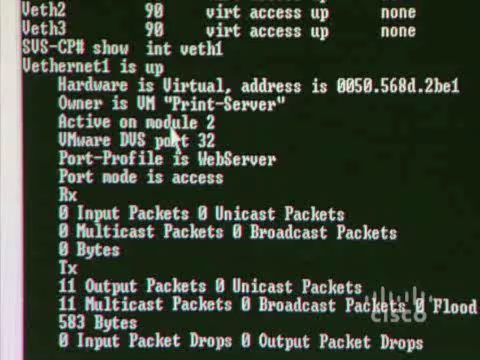 Veth2 90 virt access up none
Veth3 90 virt access up none
SVS-CP# show int veth1
Vethernet1 is up
Hardware is Virtual, address is 0050.568d.2be1
Owner is VM "Print-Server"
Active on module 2
VMware DVS port 32
Port-Profile is WebServer
Port mode is access
Rx
0 Input Packets 0 Unicast Packets
0 Multicast Packets 0 Broadcast Packets
0 Bytes
Tx
11 Output Packets 0 Unicast Packets
11 Multicast Packets 0 Broadcast Packets 0 Flood
583 Bytes
0 Input Packet Drops 0 Output Packet Drops
cisco